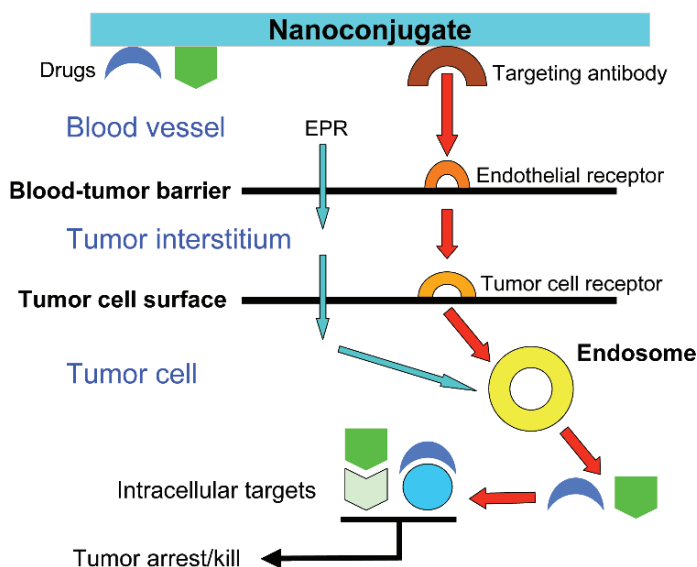 Nanoconjugate
Drugs
Targeting antibody
Blood vessel
EPR
Endothelial receptor
Blood-tumor barrier
Tumor interstitium
Tumor cell receptor
Tumor cell surface
Endosome
Tumor cell
Intracellular targets
Tumor arrest/kill